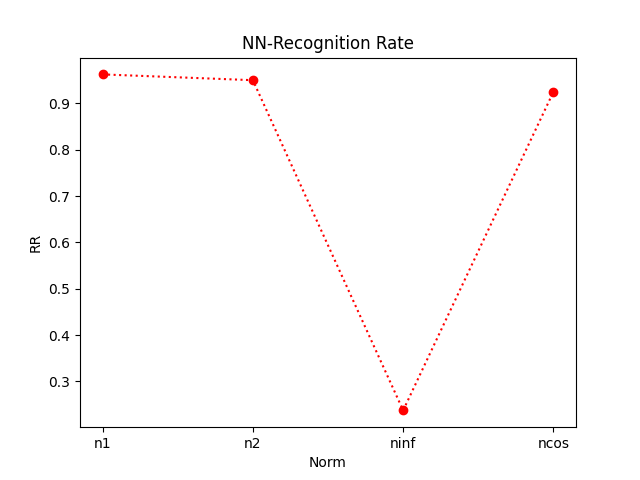 NN-Recognition Rate
0.9
0.8
0.7
0.6
0.5
0.4
0.3
RR
n1
n2
ninf
ncos
Norm